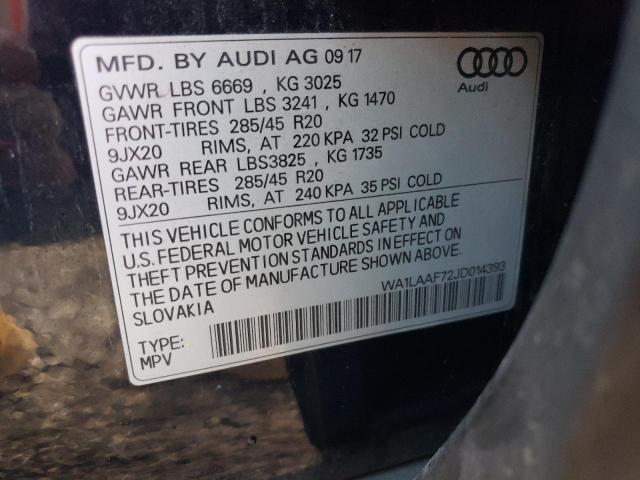 MFD. BY AUDI AG 09 17
GVWR LBS 6669 , KG 3025
GAWR FRONT LBS 3241 , KG 1470
FRONT-TIRES 285/45 R20
9JX20 RIMS, AT 220 KPA 32 PSI COLD
GAWR REAR LBS3825 , KG 1735
REAR-TIRES 285/45 R20
9JX20 RIMS, AT 240 KPA 35 PSI COLD
Audi
THIS VEHICLE CONFORMS TO ALL APPLICABLE
U.S. FEDERAL MOTOR VEHICLE SAFETY AND
THEFT PREVENTION STANDARDS IN EFFECT ON
THE DATE OF MANUFACTURE SHOWN ABOVE.
SLOVAKIA
WA1LAAF72JD014393
TYPE:
MPV